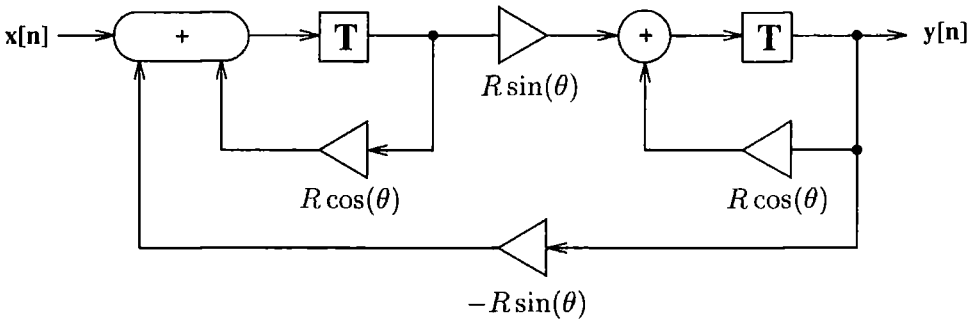 x[n]
+
T
R sin(θ)
+
T
y[n]
R cos(θ)
R cos(θ)
−R sin(θ)